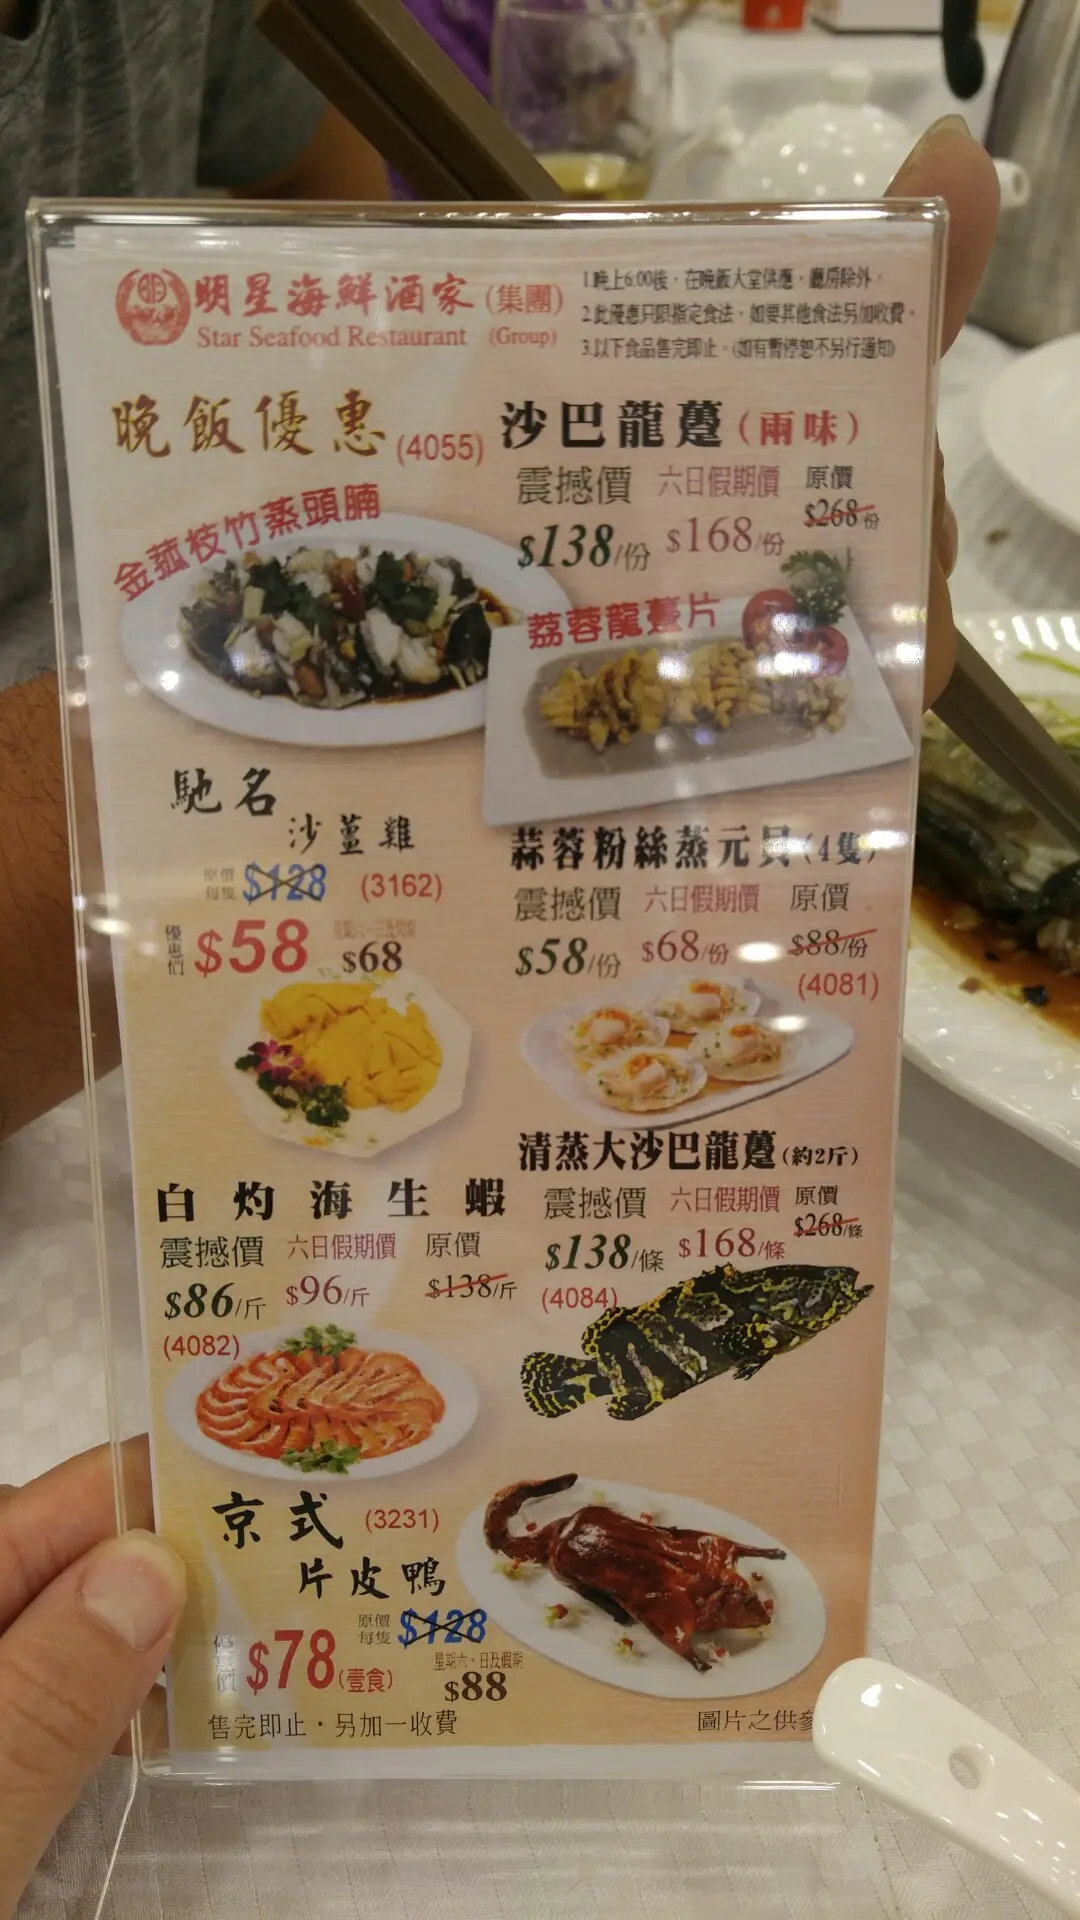 明星海鮮酒家 (集團)
Star Seafood Restaurant (Group)
1.晚上6:00後，在晚飯大堂供應，廳房除外。
2.此優惠只限指定食法，如要其他食法另加收費。
3.以下食品售完即止。(如有暫停恕不另行通知)
晚飯優惠 (4055)
沙巴龍躉(兩味)
震撼價 六日假期價 原價
$138/份 $168/份 $268/份
金菰枝竹蒸頭腩
荔蓉龍躉片
馳名
沙薑雞
原價 每隻 $128 (3162)
$58 $68
蒜蓉粉絲蒸元貝(4隻)
震撼價 六日假期價 原價
$58/份 $68/份 $88/份
(4081)
白灼海生蝦
震撼價 六日假期價 原價
$86/斤 $96/斤 $138/斤
(4082)
清蒸大沙巴龍躉(約2斤)
震撼價 六日假期價 原價
$138/條 $168/條 $268/條
(4084)
京式 (3231)
片皮鴨
原價 每隻 $128
$78(壹食) 星期六、日及假期 $88
售完即止・另加一收費
圖片之供參